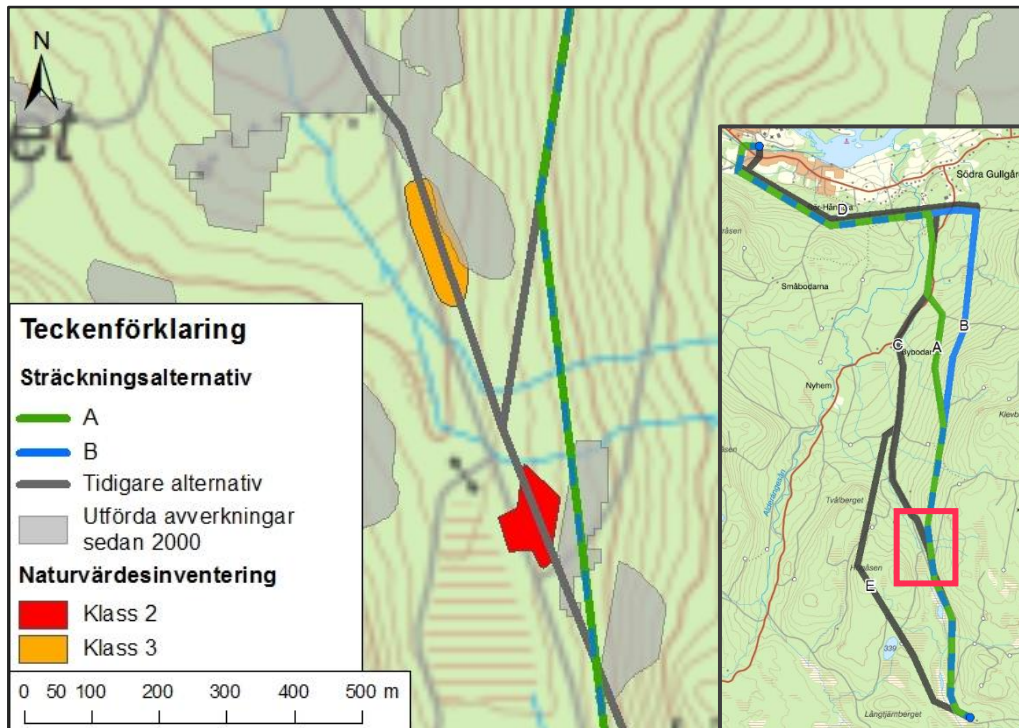 N
et
Teckenförklaring
Sträckningsalternativ
A
B
Tidigare alternativ
Utförda avverkningar
sedan 2000
Naturvärdesinventering
Klass 2
Klass 3
0 50 100 200 300 400 500 m
Södra Gullgår
D
Småbodarna
B
C
A
Nyhem
Tvålberget
E
339
Långtjärnberget